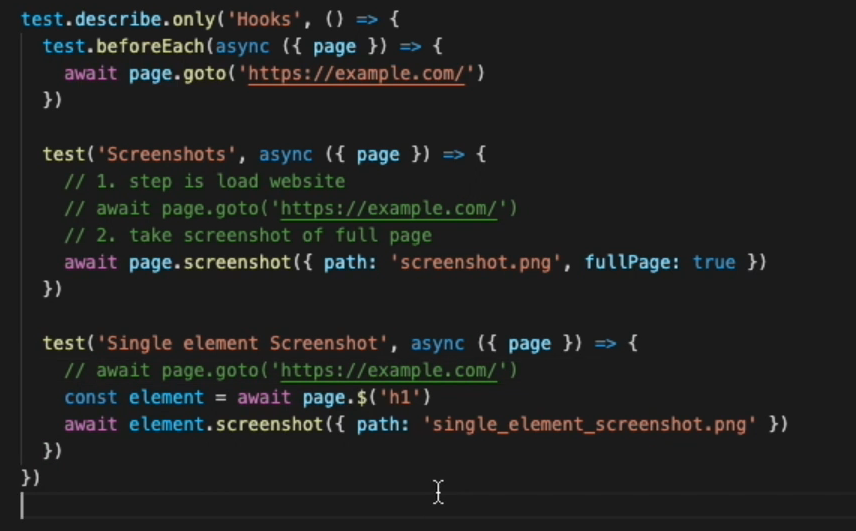 test.describe.only('Hooks', () => {
  test.beforeEach(async ({ page }) => {
    await page.goto('https://example.com/')
  })

  test('Screenshots', async ({ page }) => {
    // 1. step is load website
    // await page.goto('https://example.com/')
    // 2. take screenshot of full page
    await page.screenshot({ path: 'screenshot.png', fullPage: true })
  })

  test('Single element Screenshot', async ({ page }) => {
    // await page.goto('https://example.com/')
    const element = await page.$('h1')
    await element.screenshot({ path: 'single_element_screenshot.png' })
  })
})